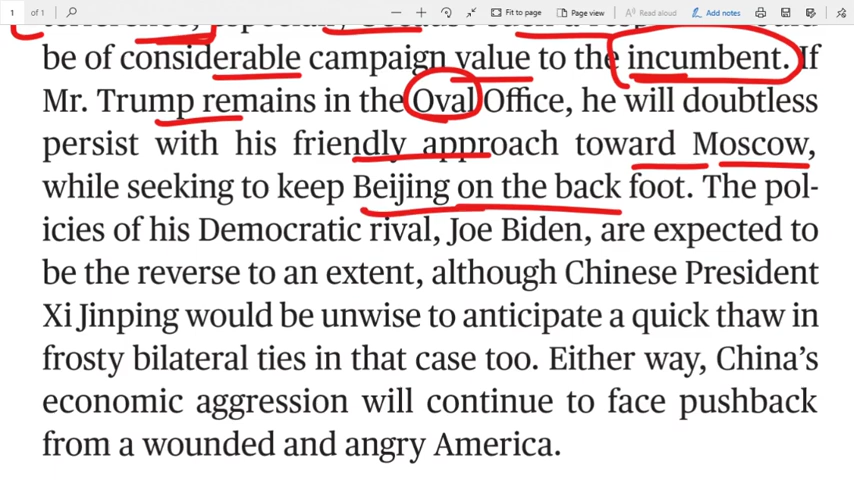 1 of 1 Fit to page Page view Read aloud Add notes
be of considerable campaign value to the incumbent. If
Mr. Trump remains in the Oval Office, he will doubtless
persist with his friendly approach toward Moscow,
while seeking to keep Beijing on the back foot. The pol-
icies of his Democratic rival, Joe Biden, are expected to
be the reverse to an extent, although Chinese President
Xi Jinping would be unwise to anticipate a quick thaw in
frosty bilateral ties in that case too. Either way, China’s
economic aggression will continue to face pushback
from a wounded and angry America.